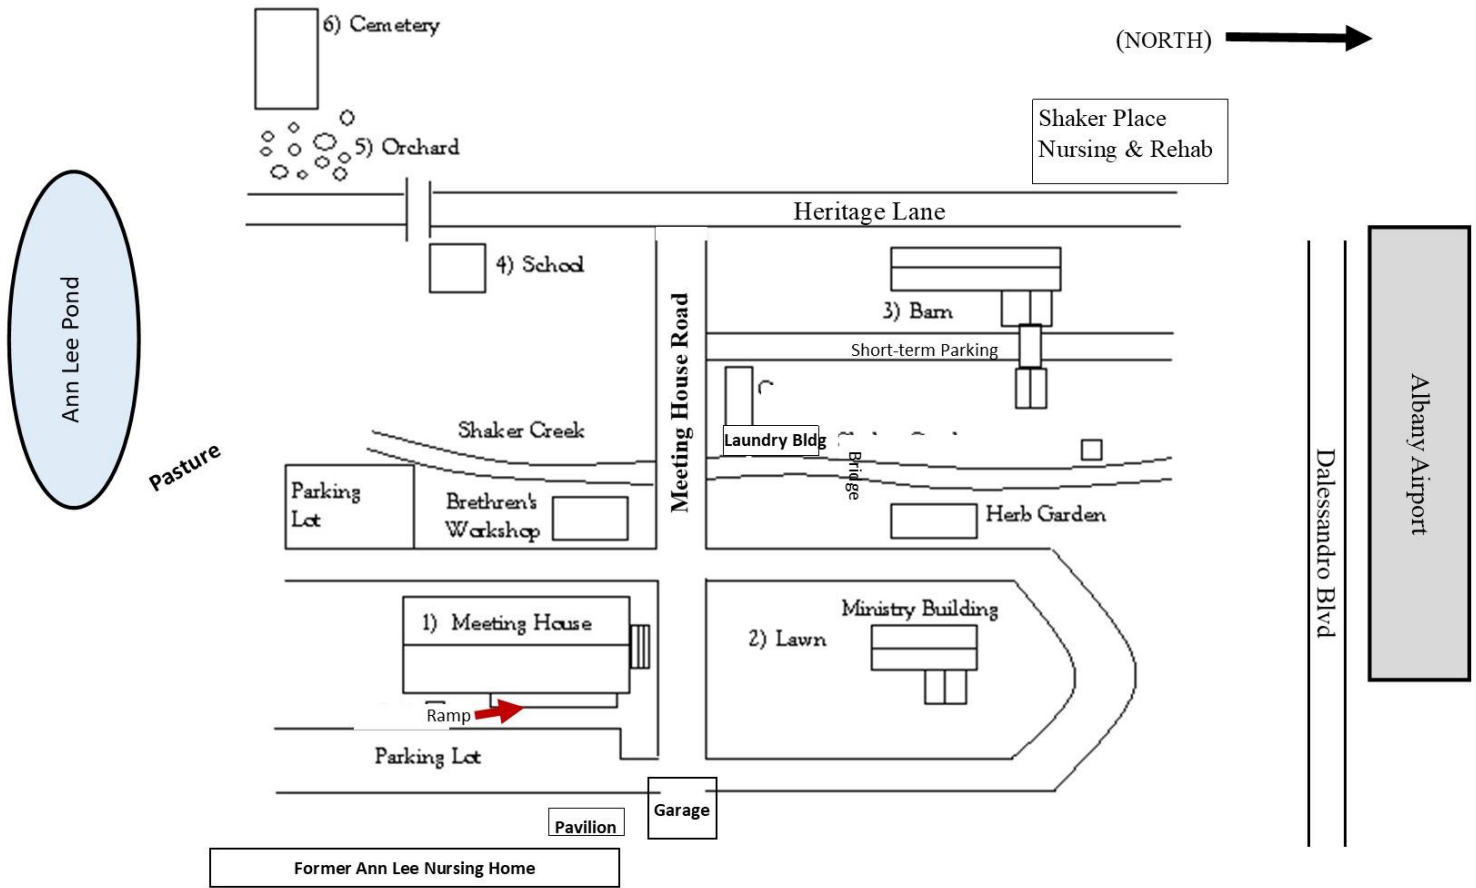 6) Cemetery
(NORTH)
Shaker Place
Nursing & Rehab
5) Orchard
Heritage Lane
4) School
3) Barn
Short-term Parking
Ann Lee Pond
Meeting House Road
Albany Airport
Dalessandro Blvd
Shaker Creek
Laundry Bldg
Pasture
Bridge
Parking
Lot
Brethren's
Workshop
Herb Garden
1) Meeting House
Ministry Building
2) Lawn
Ramp
Parking Lot
Garage
Pavilion
Former Ann Lee Nursing Home